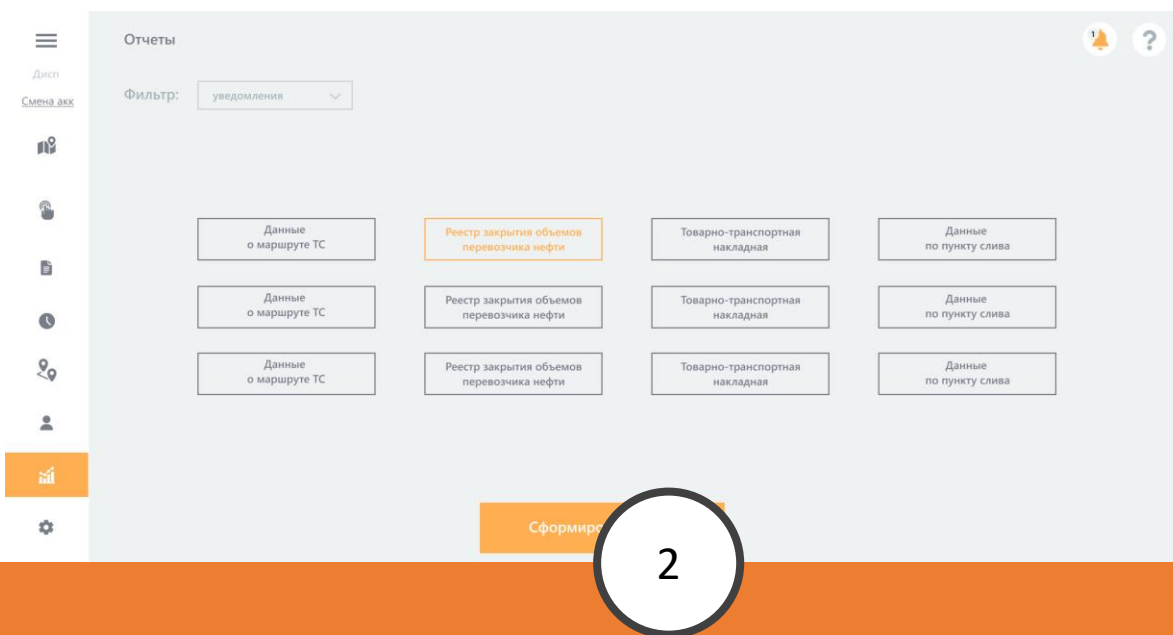 Отчеты
1
?
Дисп
Смена акк
Фильтр:
уведомления
Данные
о маршруте ТС
Реестр закрытия объемов
перевозчика нефти
Товарно-транспортная
накладная
Данные
по пункту слива
Данные
о маршруте ТС
Реестр закрытия объемов
перевозчика нефти
Товарно-транспортная
накладная
Данные
по пункту слива
Данные
о маршруте ТС
Реестр закрытия объемов
перевозчика нефти
Товарно-транспортная
накладная
Данные
по пункту слива
2